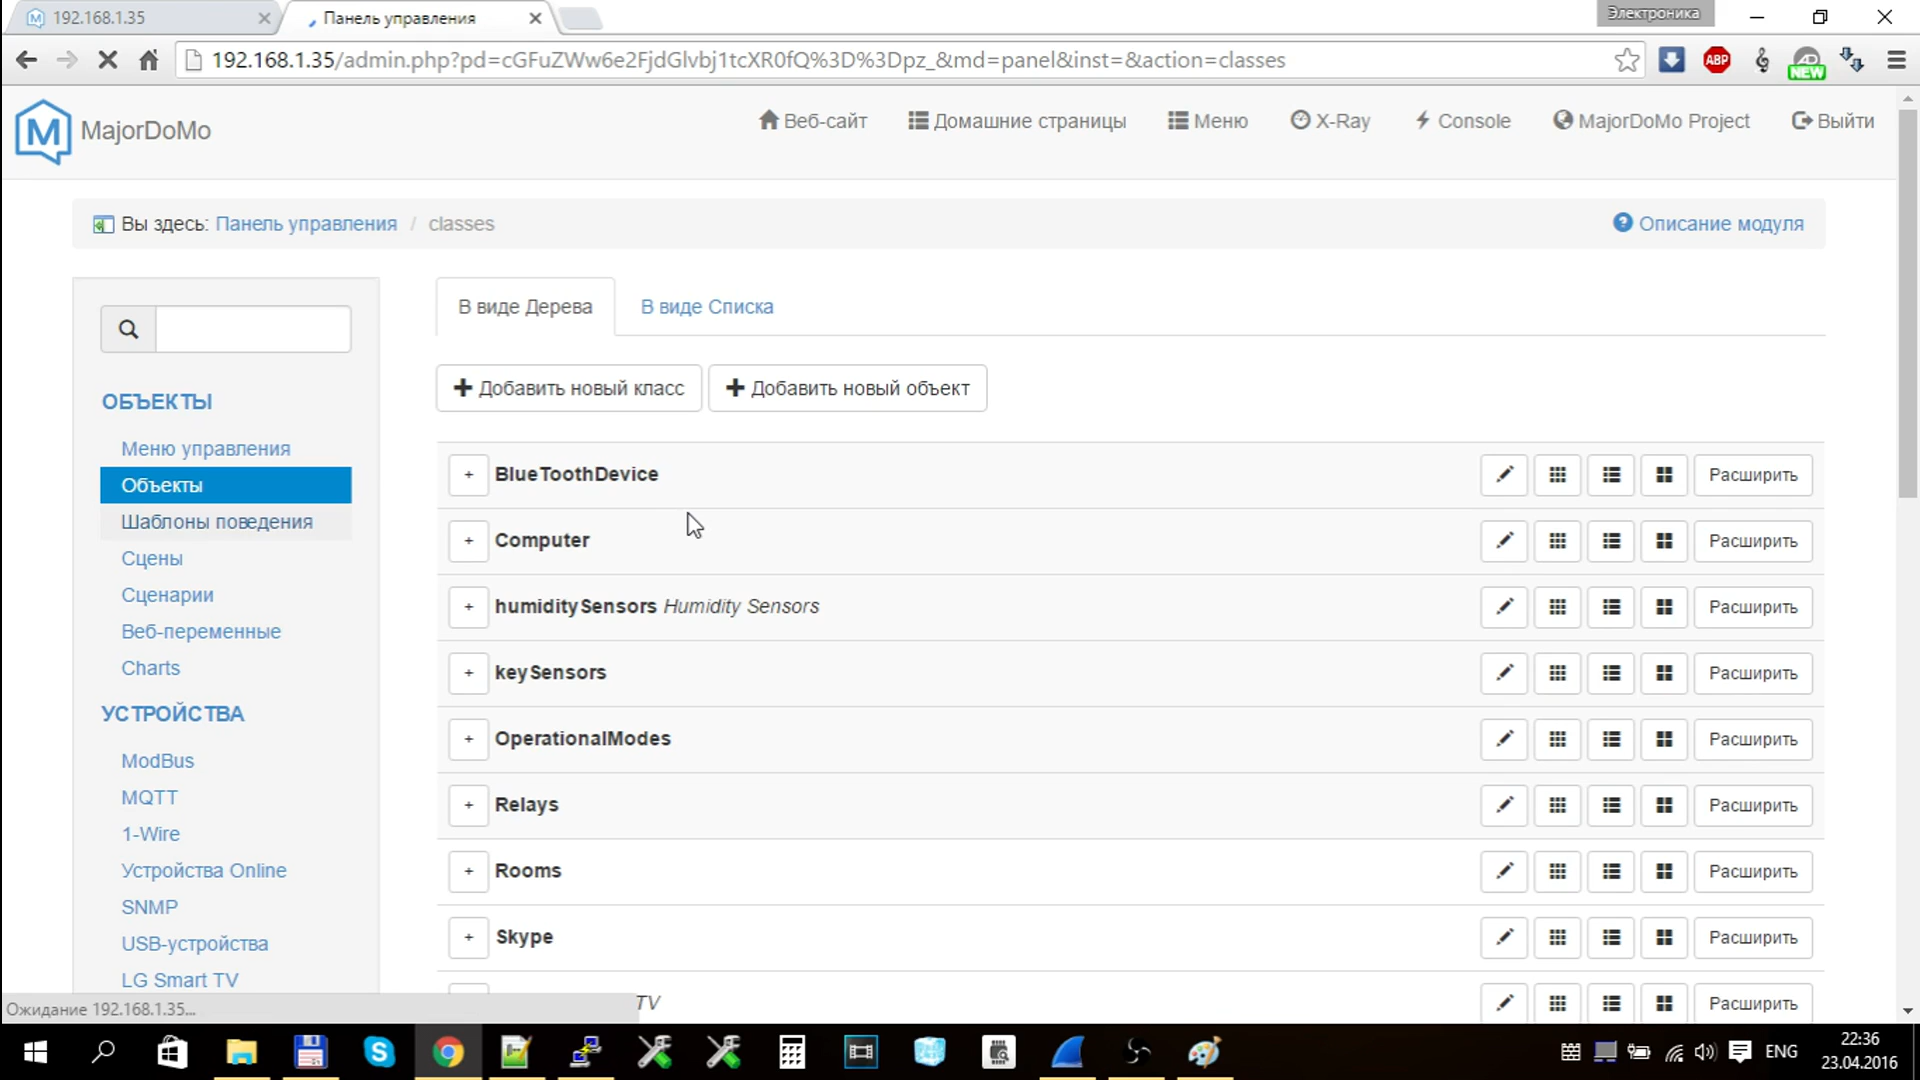 192.168.1.35
Панель управления
Электроника
192.168.1.35/admin.php?pd=cGFuZWw6e2FjdGlvbj1tcXR0fQ%3D%3Dpz_&md=panel&inst=&action=classes
ABP
NEW
MajorDoMo
Веб-сайт
Домашние страницы
Меню
X-Ray
Console
MajorDoMo Project
Выйти
Вы здесь: Панель управления / classes
Описание модуля
В виде Дерева
В виде Списка
+ Добавить новый класс
+ Добавить новый объект
ОБЪЕКТЫ
Меню управления
Объекты
Шаблоны поведения
Сцены
Сценарии
Веб-переменные
Charts
УСТРОЙСТВА
ModBus
MQTT
1-Wire
Устройства Online
SNMP
USB-устройства
LG Smart TV
+ BlueToothDevice Расширить
+ Computer Расширить
+ humiditySensors Humidity Sensors Расширить
+ keySensors Расширить
+ OperationalModes Расширить
+ Relays Расширить
+ Rooms Расширить
+ Skype Расширить
TV Расширить
Ожидание 192.168.1.35...
ENG
22:36
23.04.2016